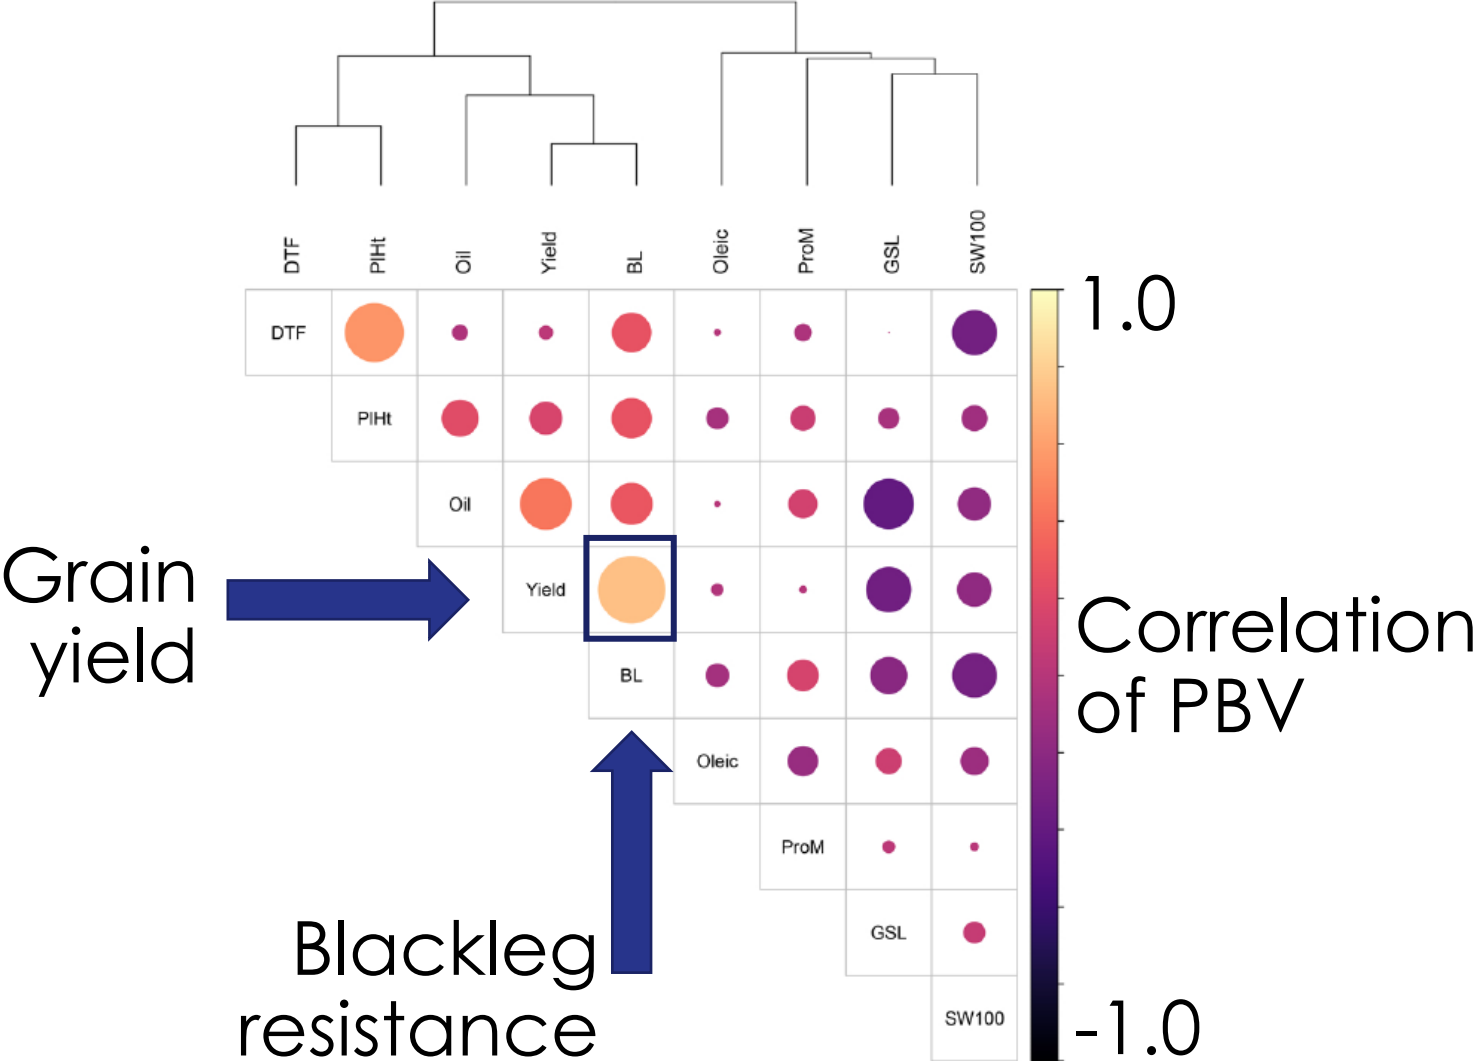 DTF PlHt Oil Yield BL Oleic ProM GSL SW100
1.0
DTF
PlHt
Oil
Grain
yield
Yield
Correlation
of PBV
BL
Oleic
ProM
Blackleg
resistance
GSL
SW100
-1.0